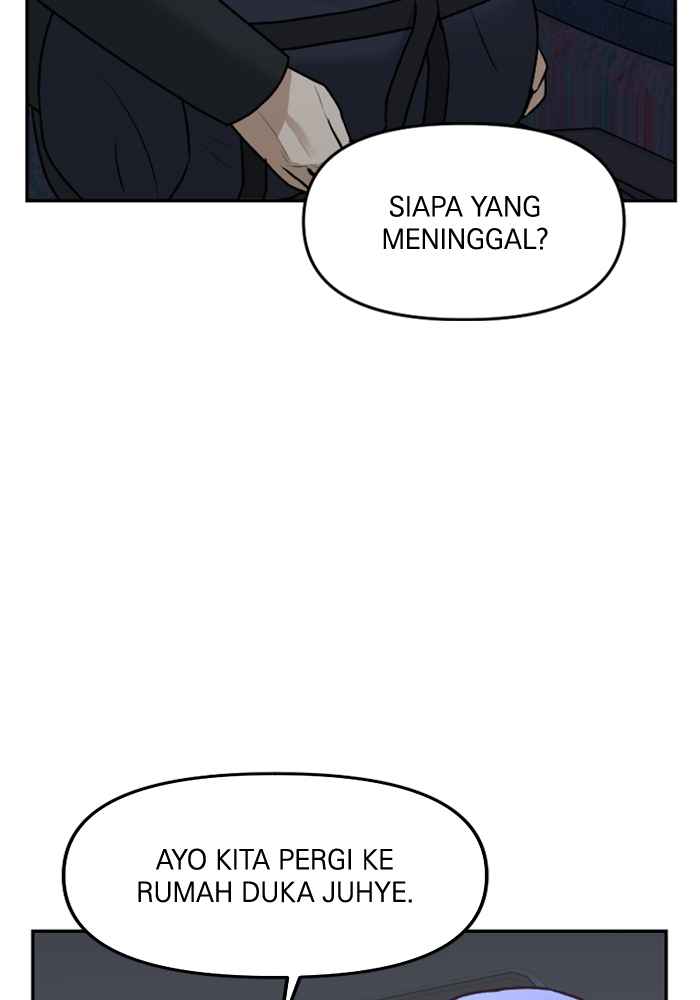 SIAPA YANG
MENINGGAL?
AYO KITA PERGI KE
RUMAH DUKA JUHYE.